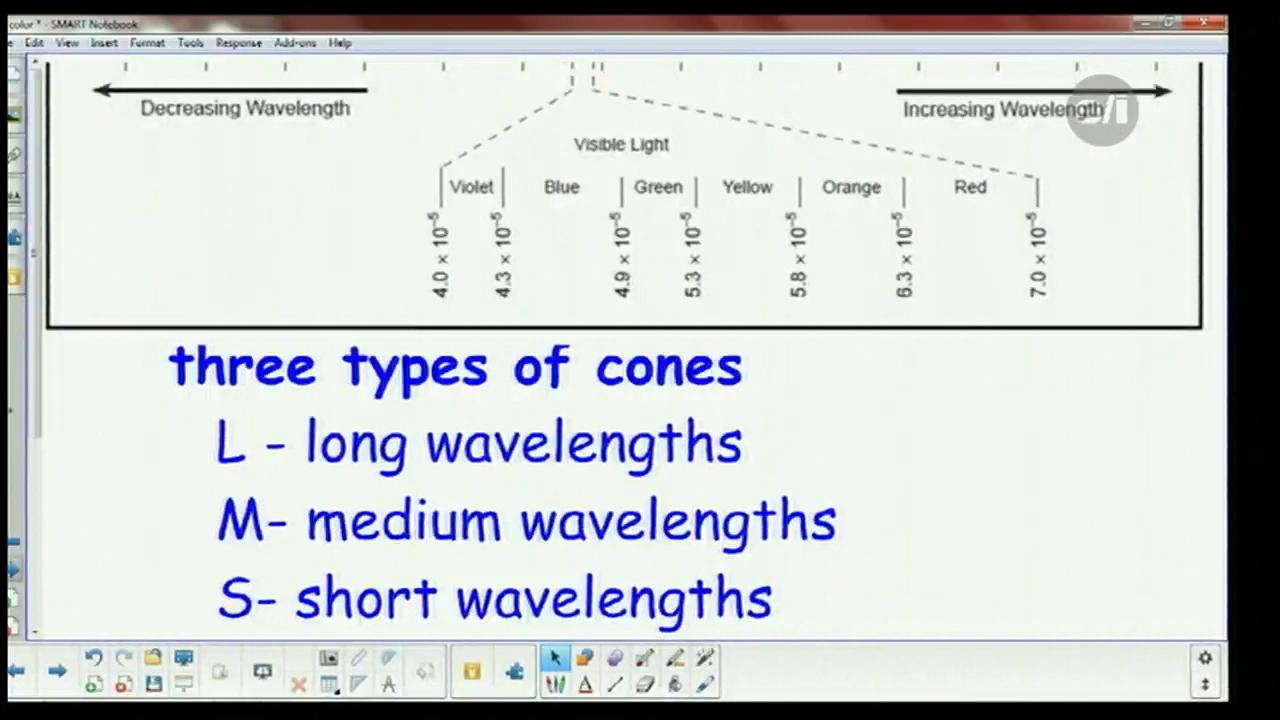 color * - SMART Notebook
Edit View Insert Format Tools Response Add-ons Help
Decreasing Wavelength
Increasing Wavelength
Visible Light
Violet Blue Green Yellow Orange Red
4.0 × 10⁻⁵ 4.3 × 10⁻⁵ 4.9 × 10⁻⁵ 5.3 × 10⁻⁵ 5.8 × 10⁻⁵ 6.3 × 10⁻⁵ 7.0 × 10⁻⁵
three types of cones
L - long wavelengths
M- medium wavelengths
S- short wavelengths